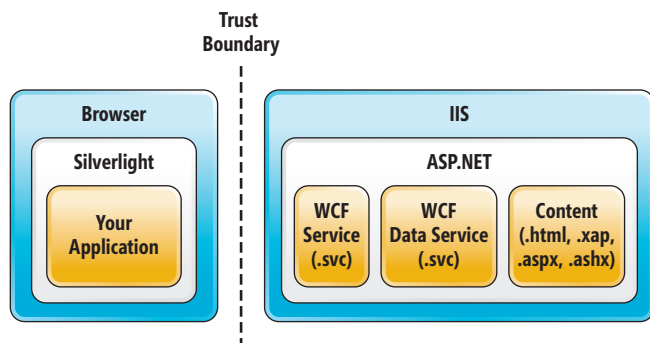 Trust
Boundary
Browser
Silverlight
Your
Application
IIS
ASP.NET
WCF
Service
(.svc)
WCF
Data Service
(.svc)
Content
(.html, .xap,
.aspx, .ashx)